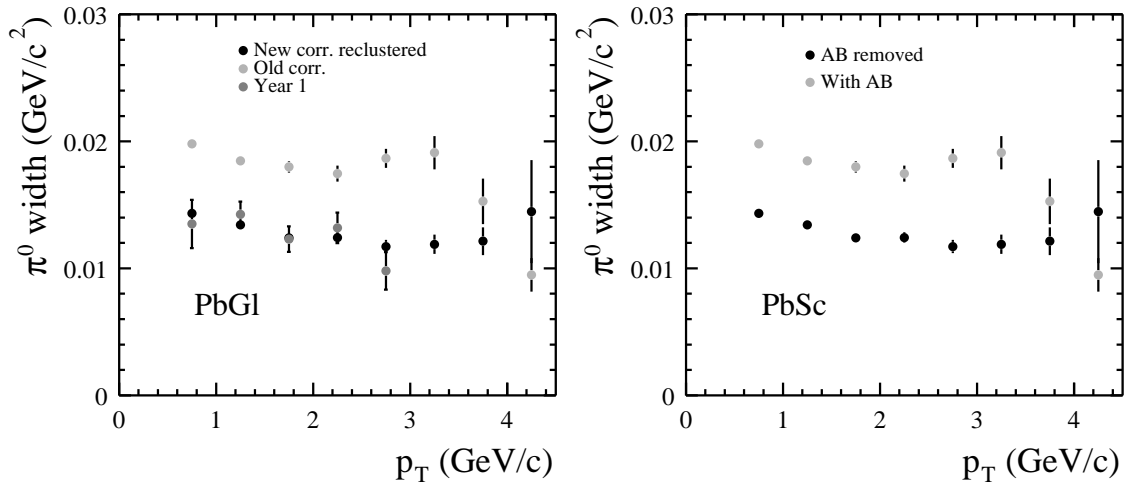 π⁰ width (GeV/c²)
0.03
0.02
0.01
0
New corr. reclustered
Old corr.
Year 1
PbGl
0 1 2 3 4
p_T (GeV/c)
π⁰ width (GeV/c²)
0.03
0.02
0.01
0
AB removed
With AB
PbSc
0 1 2 3 4
p_T (GeV/c)